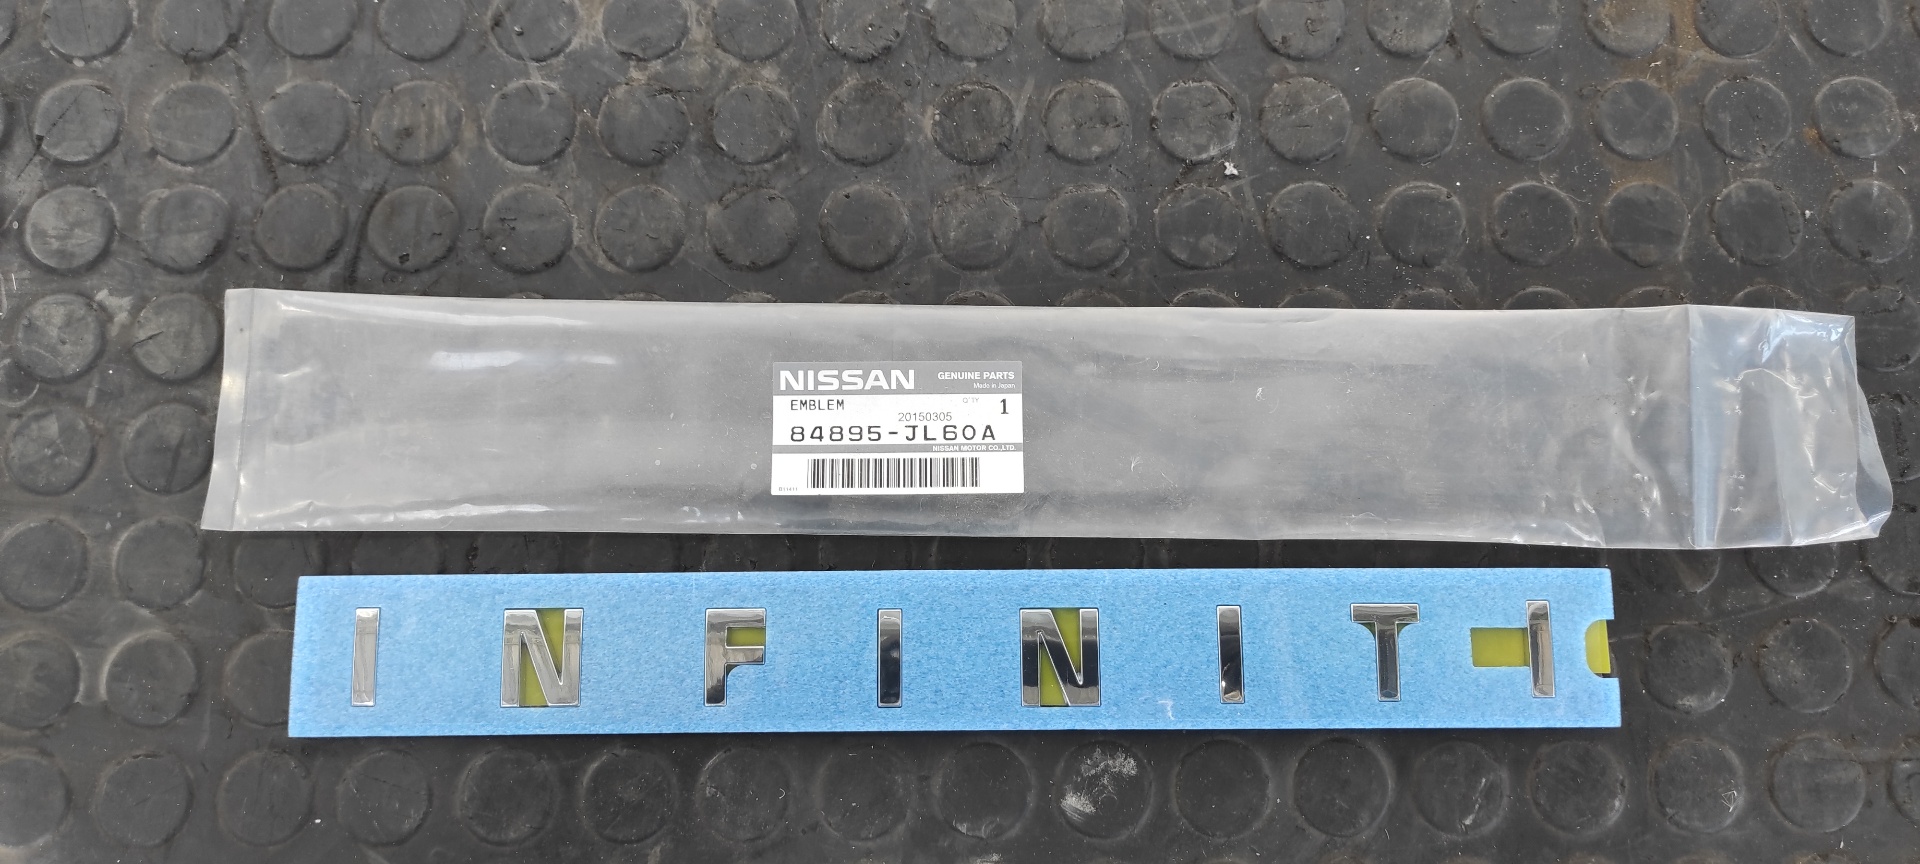 NISSAN GENUINE PARTS
Made in Japan
EMBLEM Q'TY 1
20150305
84895-JL60A
NISSAN MOTOR CO.,LTD.
INFINITI